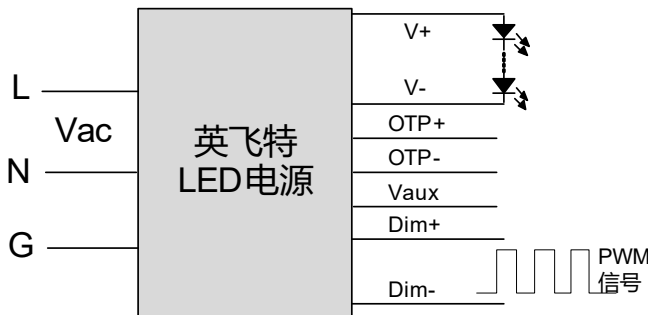 L
Vac
N
G
英飞特
LED电源
V+
V-
OTP+
OTP-
Vaux
Dim+
Dim-
PWM
信号